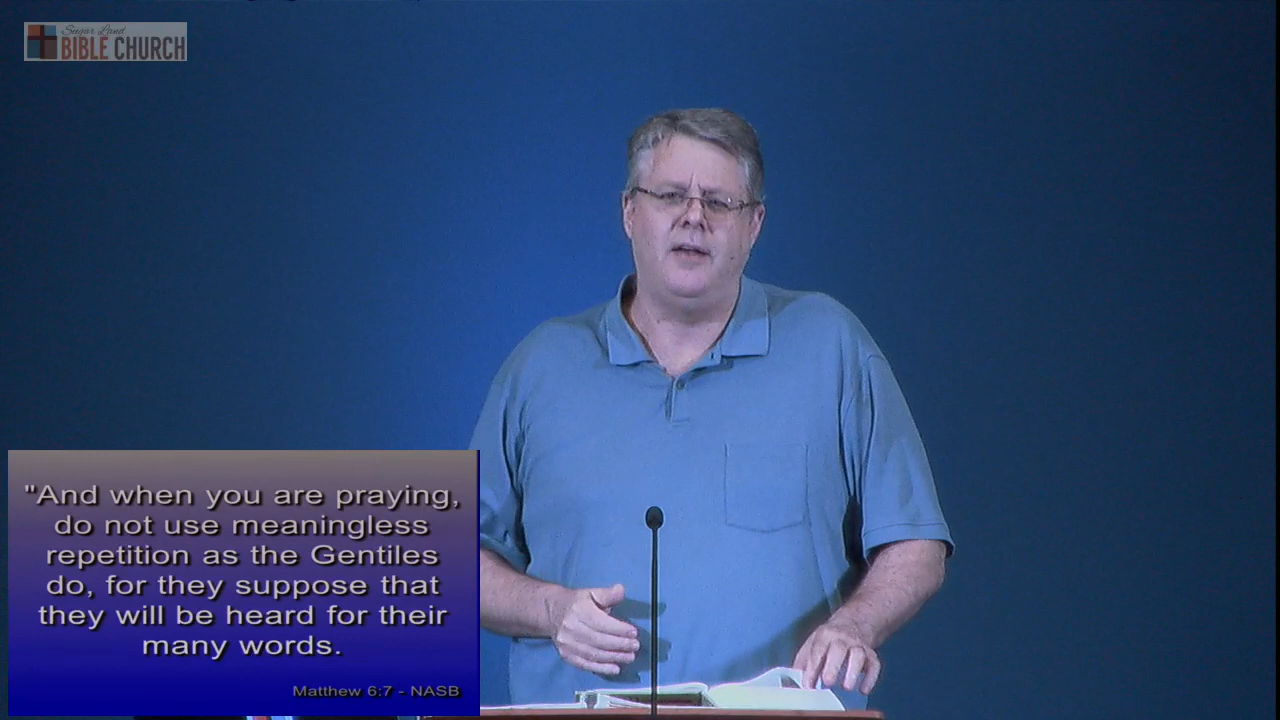 Sugar Land
BIBLE CHURCH
"And when you are praying,
do not use meaningless
repetition as the Gentiles
do, for they suppose that
they will be heard for their
many words.
Matthew 6:7 - NASB